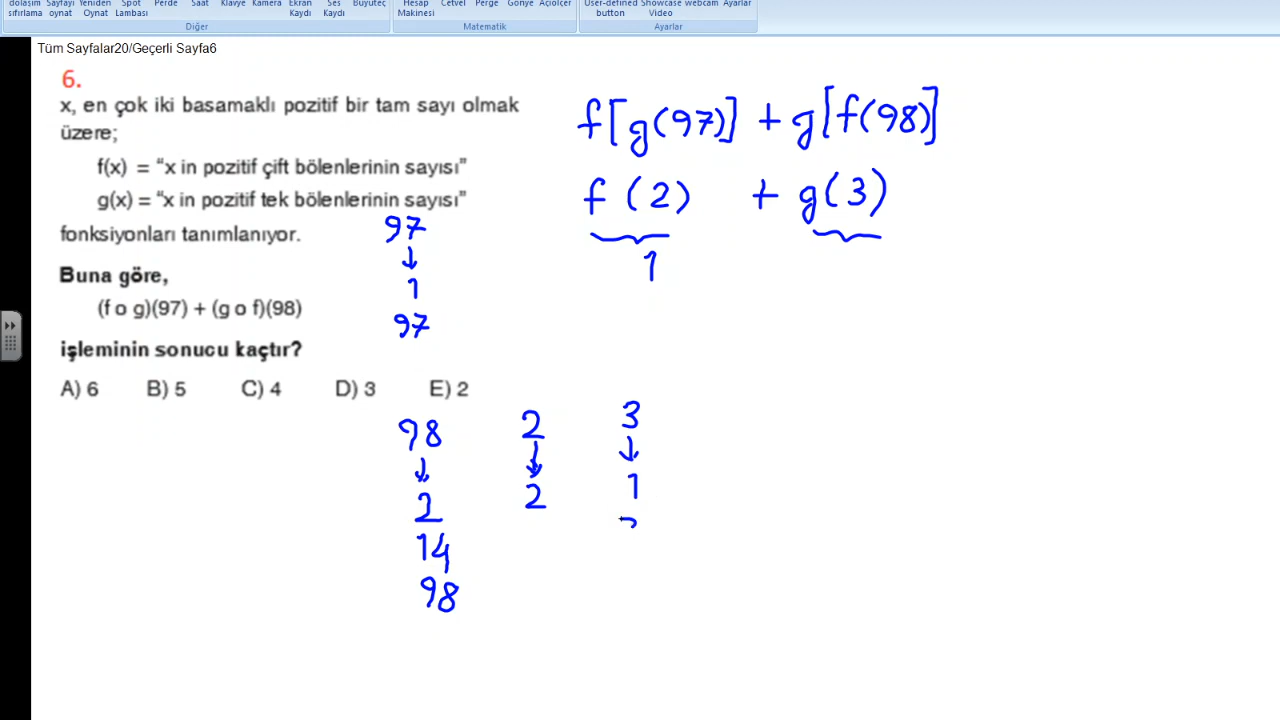 dolaşım Sayfayı Yeniden Spot Perde Saat Klavye Kamera Ekran Ses Büyüteç Hesap Cetvel Pergel Gönye Açıölçer User-defined Showcase webcam Ayarlar
sıfırlama oynat Oynat Lambası Kaydı Kaydı Makinesi button Video
Diğer Matematik Ayarlar
Tüm Sayfalar20/Geçerli Sayfa6
6.
x, en çok iki basamaklı pozitif bir tam sayı olmak
üzere;
f(x) = “x in pozitif çift bölenlerinin sayısı”
g(x) = “x in pozitif tek bölenlerinin sayısı”
fonksiyonları tanımlanıyor.
Buna göre,
(f o g)(97) + (g o f)(98)
işleminin sonucu kaçtır?
A) 6 B) 5 C) 4 D) 3 E) 2
f[g(97)] + g[f(98)]
f(2) + g(3)
1
97
↓
1
97
98
↓
2
14
98
2
↓
2
3
↓
1